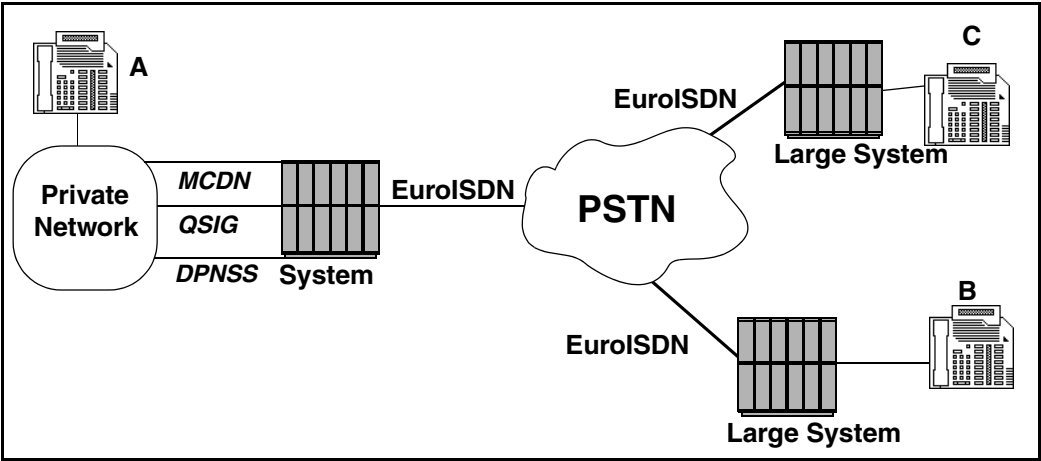 A
C
EuroISDN
Large System
MCDN
Private
Network
EuroISDN
PSTN
QSIG
DPNSS
System
B
EuroISDN
Large System